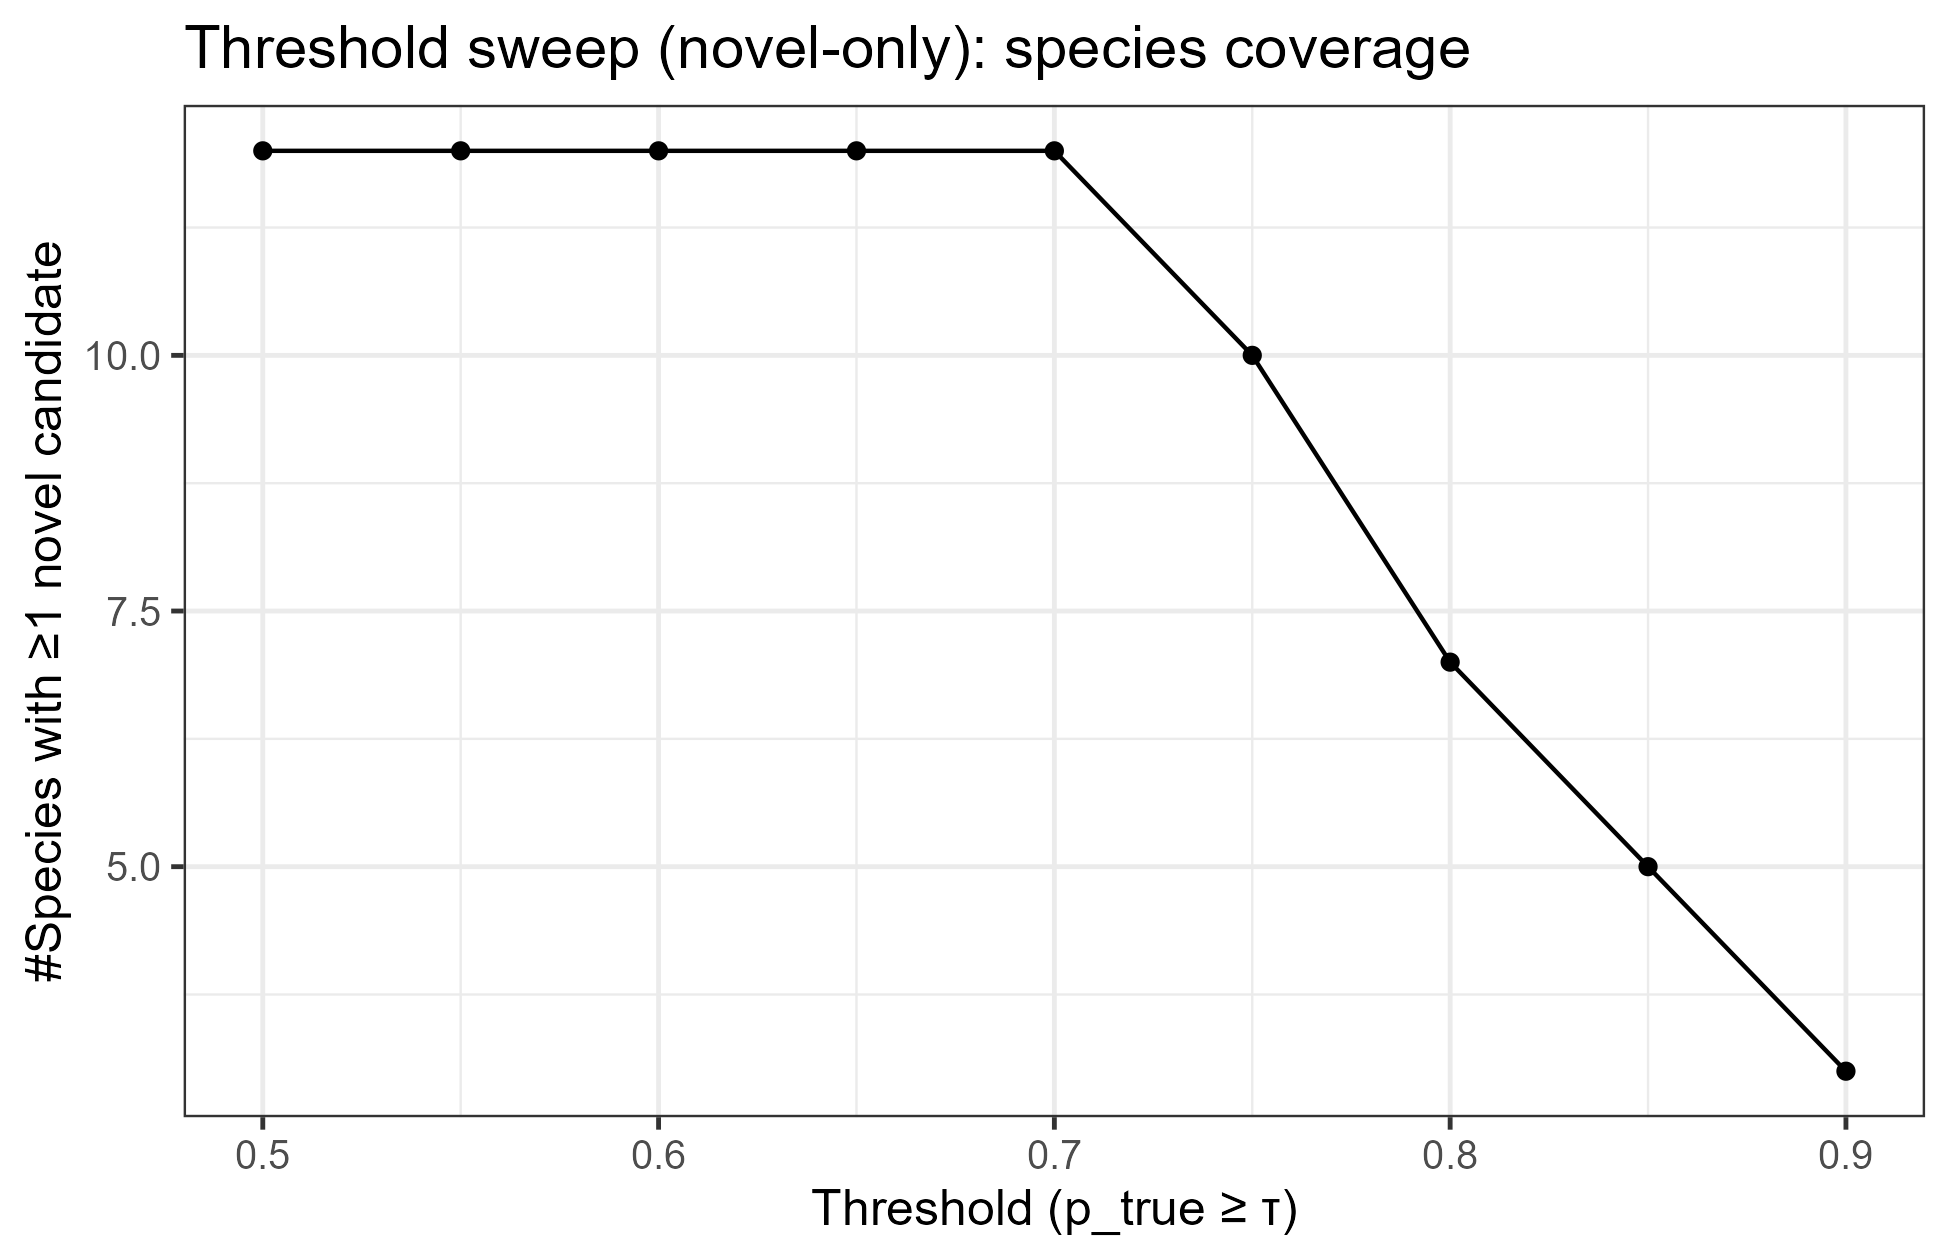 Threshold sweep (novel-only): species coverage
#Species with ≥1 novel candidate
10.0
7.5
5.0
0.5
0.6
0.7
0.8
0.9
Threshold (p_true ≥ τ)